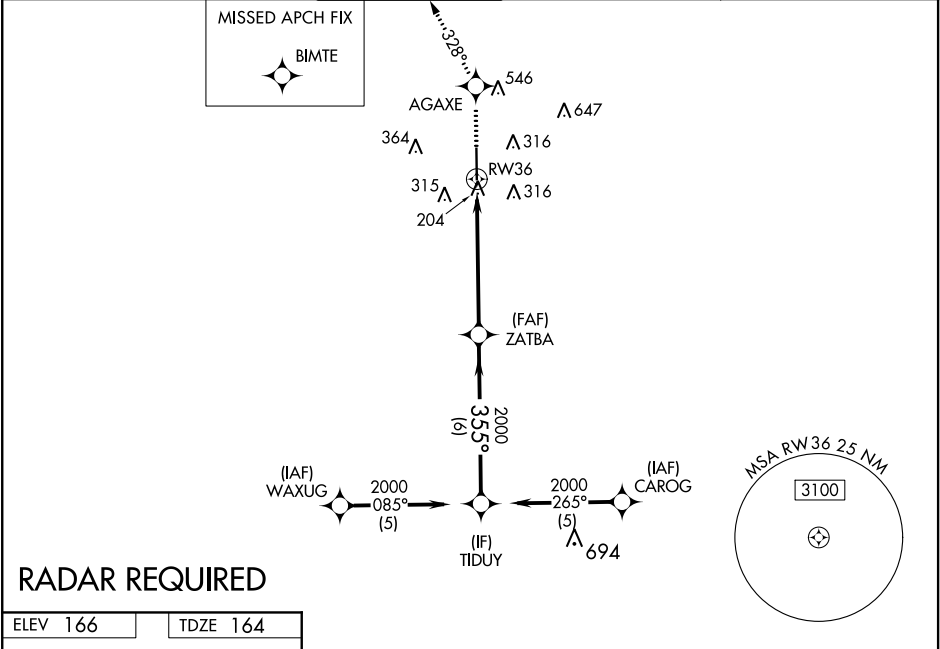 MISSED APCH FIX
BIMTE
328°
AGAXE
546
647
364
316
RW36
315
316
204
(FAF)
ZATBA
2000
355°
(6)
(IAF)
WAXUG
2000
085°
(5)
(IF)
TIDUY
2000
265°
(5)
(IAF)
CAROG
694
MSA RW36 25 NM
3100
RADAR REQUIRED
ELEV 166
TDZE 164